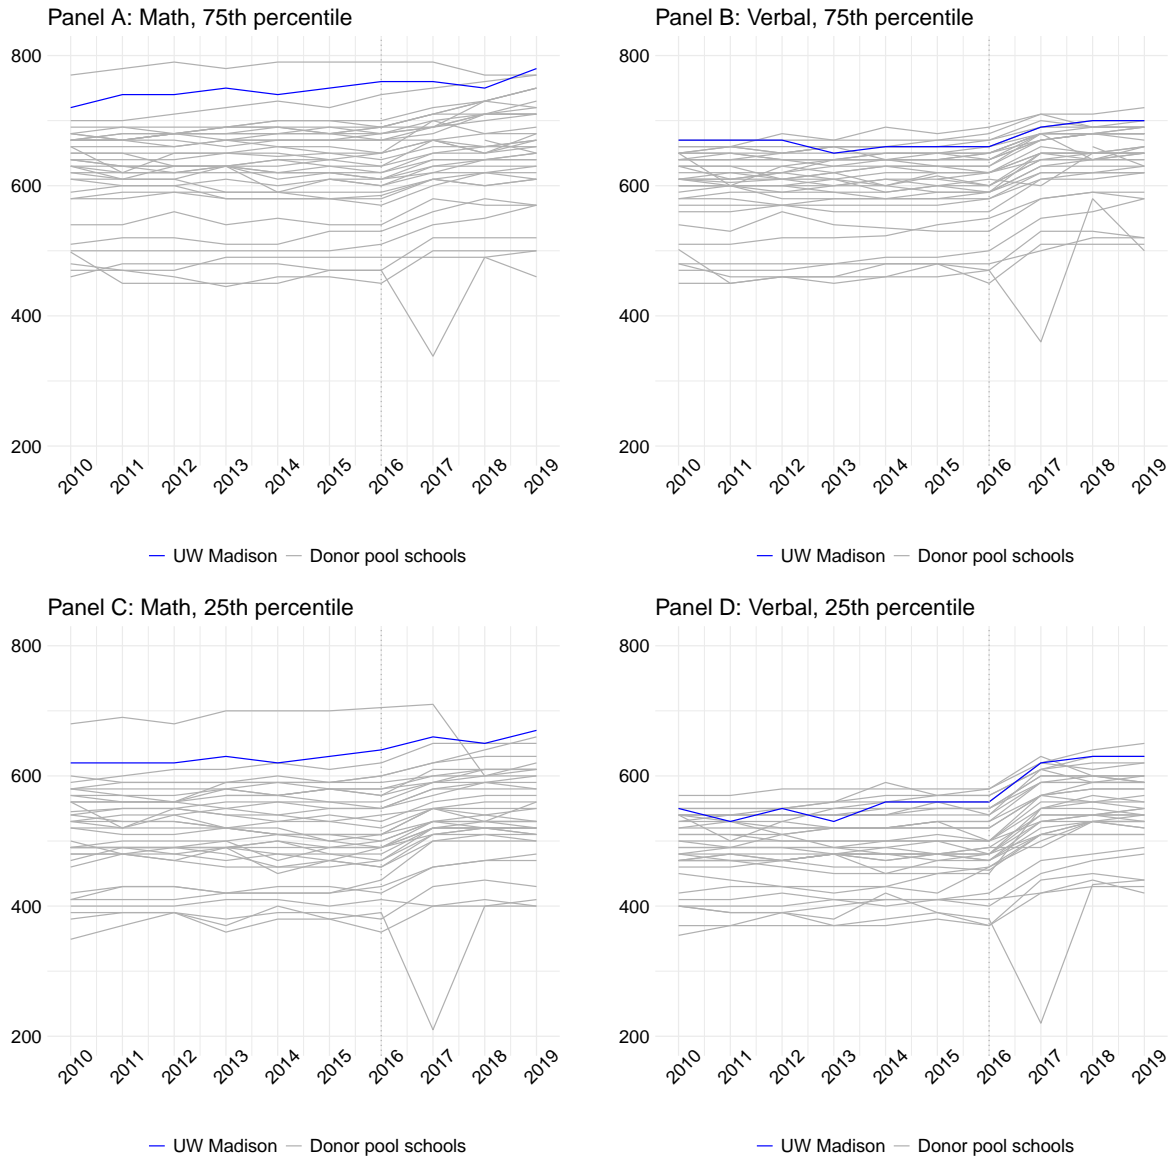 Panel A: Math, 75th percentile
800
600
400
200
2010 2011 2012 2013 2014 2015 2016 2017 2018 2019
UW Madison Donor pool schools
Panel B: Verbal, 75th percentile
800
600
400
200
2010 2011 2012 2013 2014 2015 2016 2017 2018 2019
UW Madison Donor pool schools
Panel C: Math, 25th percentile
800
600
400
200
2010 2011 2012 2013 2014 2015 2016 2017 2018 2019
UW Madison Donor pool schools
Panel D: Verbal, 25th percentile
800
600
400
200
2010 2011 2012 2013 2014 2015 2016 2017 2018 2019
UW Madison Donor pool schools